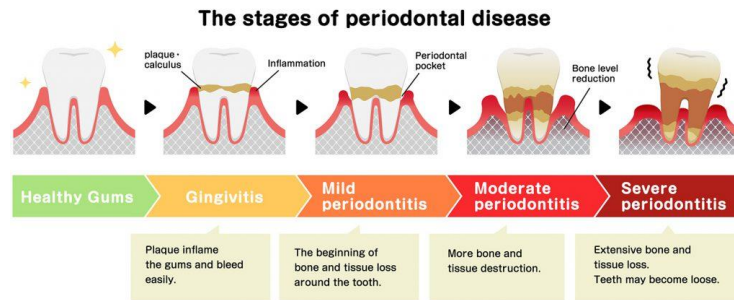 The stages of periodontal disease
plaque・
calculus
Inflammation
Periodontal
pocket
Bone level
reduction
Healthy Gums
Gingivitis
Mild
periodontitis
Moderate
periodontitis
Severe
periodontitis
Plaque inflame
the gums and bleed
easily.
The beginning of
bone and tissue loss
around the tooth.
More bone and
tissue destruction.
Extensive bone and
tissue loss.
Teeth may become loose.